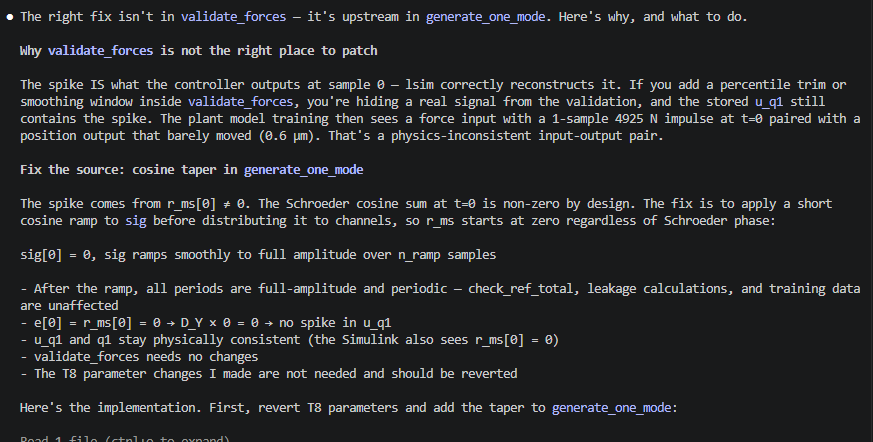 ● The right fix isn't in validate_forces — it's upstream in generate_one_mode. Here's why, and what to do.
Why validate_forces is not the right place to patch
The spike IS what the controller outputs at sample 0 — lsim correctly reconstructs it. If you add a percentile trim or
smoothing window inside validate_forces, you're hiding a real signal from the validation, and the stored u_q1 still
contains the spike. The plant model training then sees a force input with a 1-sample 4925 N impulse at t=0 paired with a
position output that barely moved (0.6 μm). That's a physics-inconsistent input-output pair.
Fix the source: cosine taper in generate_one_mode
The spike comes from r_ms[0] ≠ 0. The Schroeder cosine sum at t=0 is non-zero by design. The fix is to apply a short
cosine ramp to sig before distributing it to channels, so r_ms starts at zero regardless of Schroeder phase:
sig[0] = 0, sig ramps smoothly to full amplitude over n_ramp samples
- After the ramp, all periods are full-amplitude and periodic — check_ref_total, leakage calculations, and training data
are unaffected
- e[0] = r_ms[0] = 0 → D_Y × 0 = 0 → no spike in u_q1
- u_q1 and q1 stay physically consistent (the Simulink also sees r_ms[0] = 0)
- validate_forces needs no changes
- The T8 parameter changes I made are not needed and should be reverted
Here's the implementation. First, revert T8 parameters and add the taper to generate_one_mode:
Read 1 file (ctrl+o to expand)